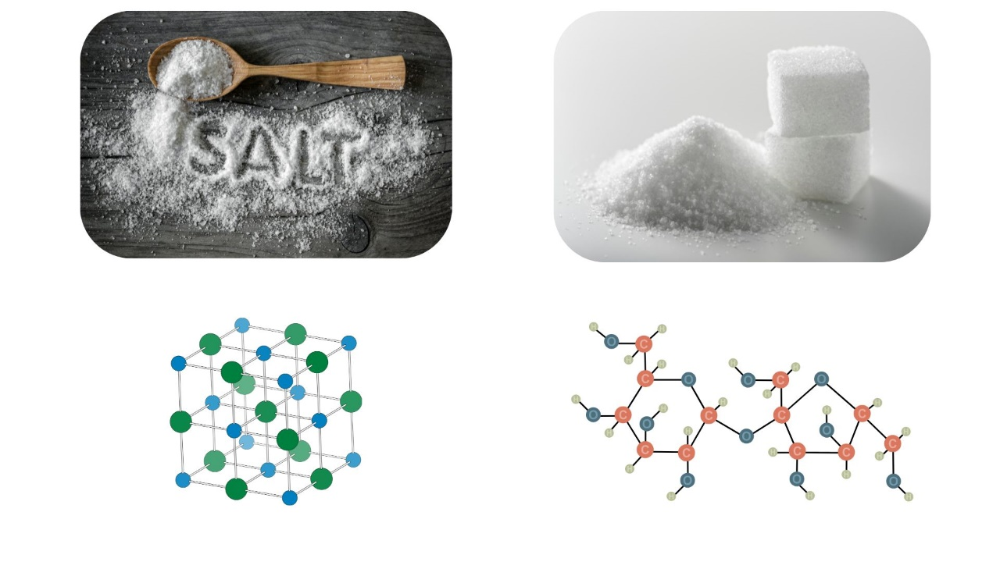 SALT
H H
O C
H H H H
C O O C O
H H H H
H H
O C C C C
O
H H O O H
O
C
C C H C C H
H H
O O O
H H H